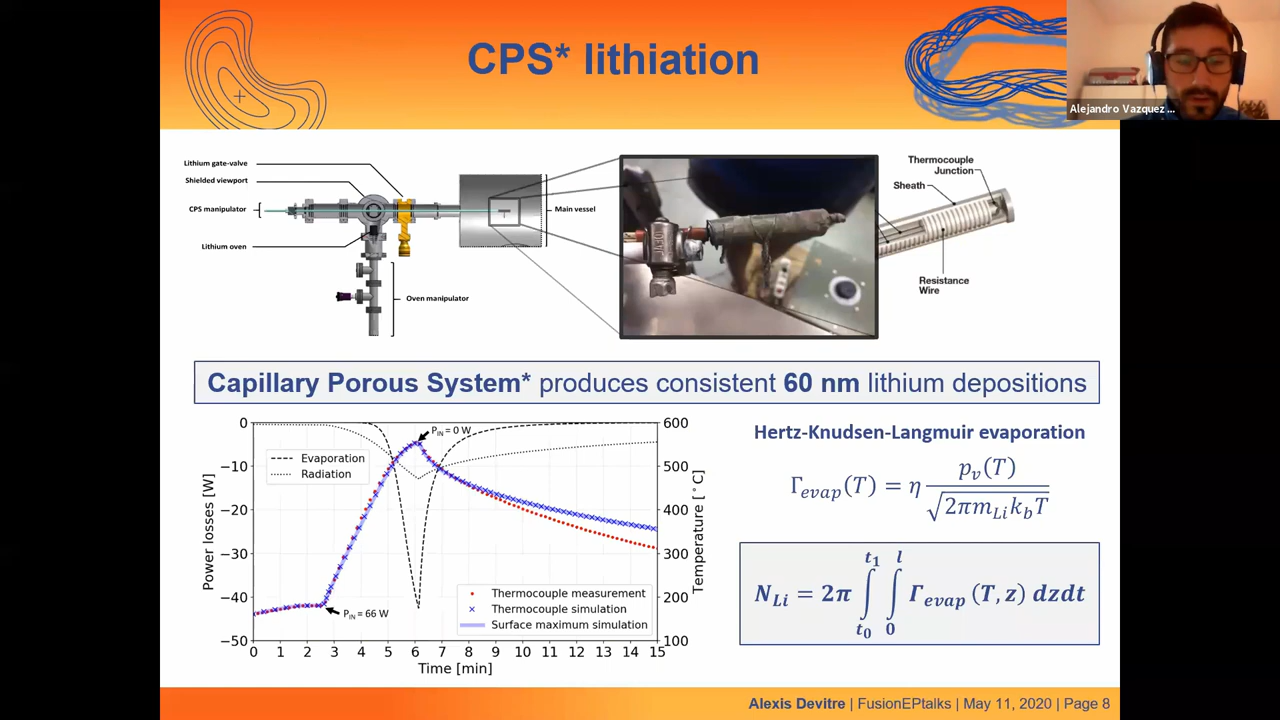 CPS* lithiation
Alejandro Vazquez ...
Lithium gate-valve
Shielded viewport
CPS manipulator
Lithium oven
Oven manipulator
Main vessel
Thermocouple
Junction
Sheath
Resistance
Wire
Capillary Porous System* produces consistent 60 nm lithium depositions
0
−10
−20
−30
−40
−50
Power losses [W]
Evaporation
Radiation
P_IN = 0 W
P_IN = 66 W
Thermocouple measurement
Thermocouple simulation
Surface maximum simulation
600
500
400
300
200
100
Temperature [°C]
0 1 2 3 4 5 6 7 8 9 10 11 12 13 14 15
Time [min]
Hertz-Knudsen-Langmuir evaporation
Γ_evap(T) = η p_v(T) / √(2πm_Li k_b T)
N_Li = 2π ∫_{t_0}^{t_1} ∫_0^l Γ_evap (T, z) dzdt
Alexis Devitre | FusionEPtalks | May 11, 2020 | Page 8